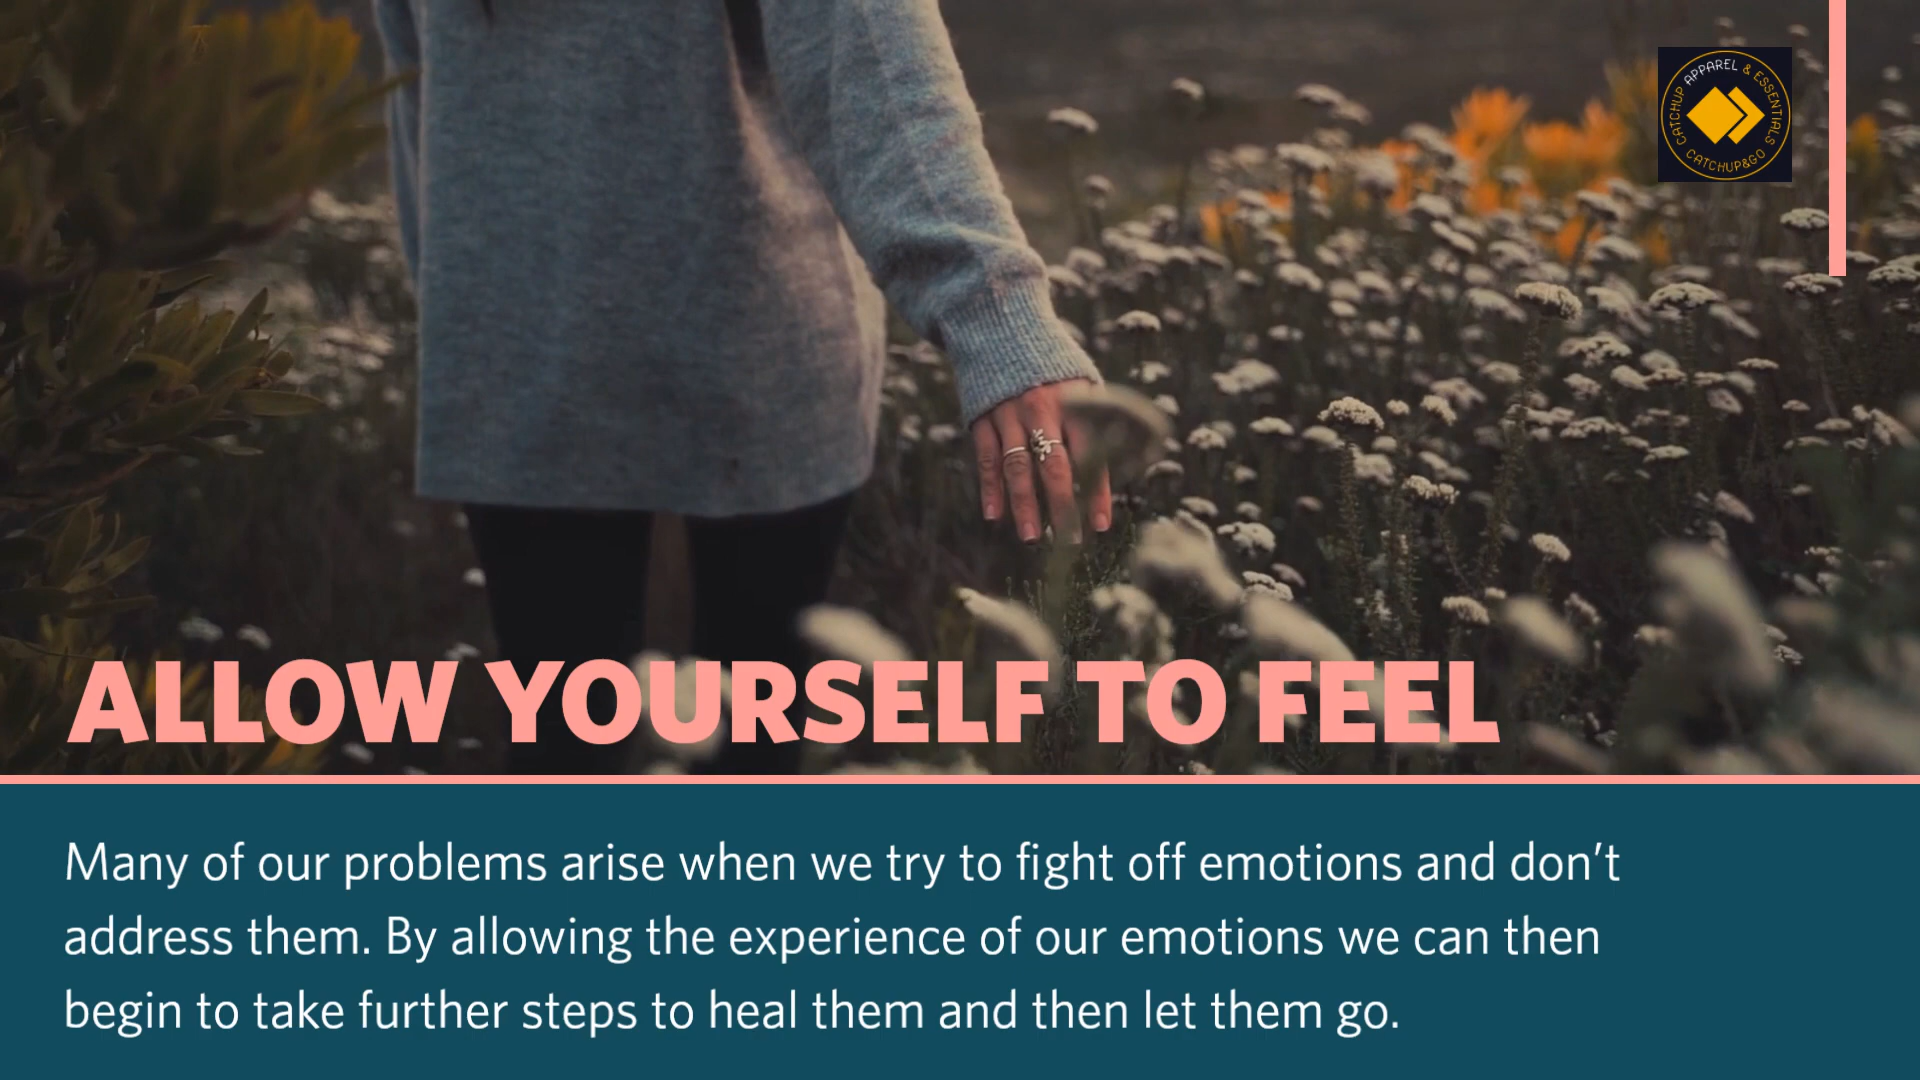 CATCHUP APPAREL & ESSENTIALS
CATCHUP&GO
ALLOW YOURSELF TO FEEL
Many of our problems arise when we try to fight off emotions and don’t
address them. By allowing the experience of our emotions we can then
begin to take further steps to heal them and then let them go.